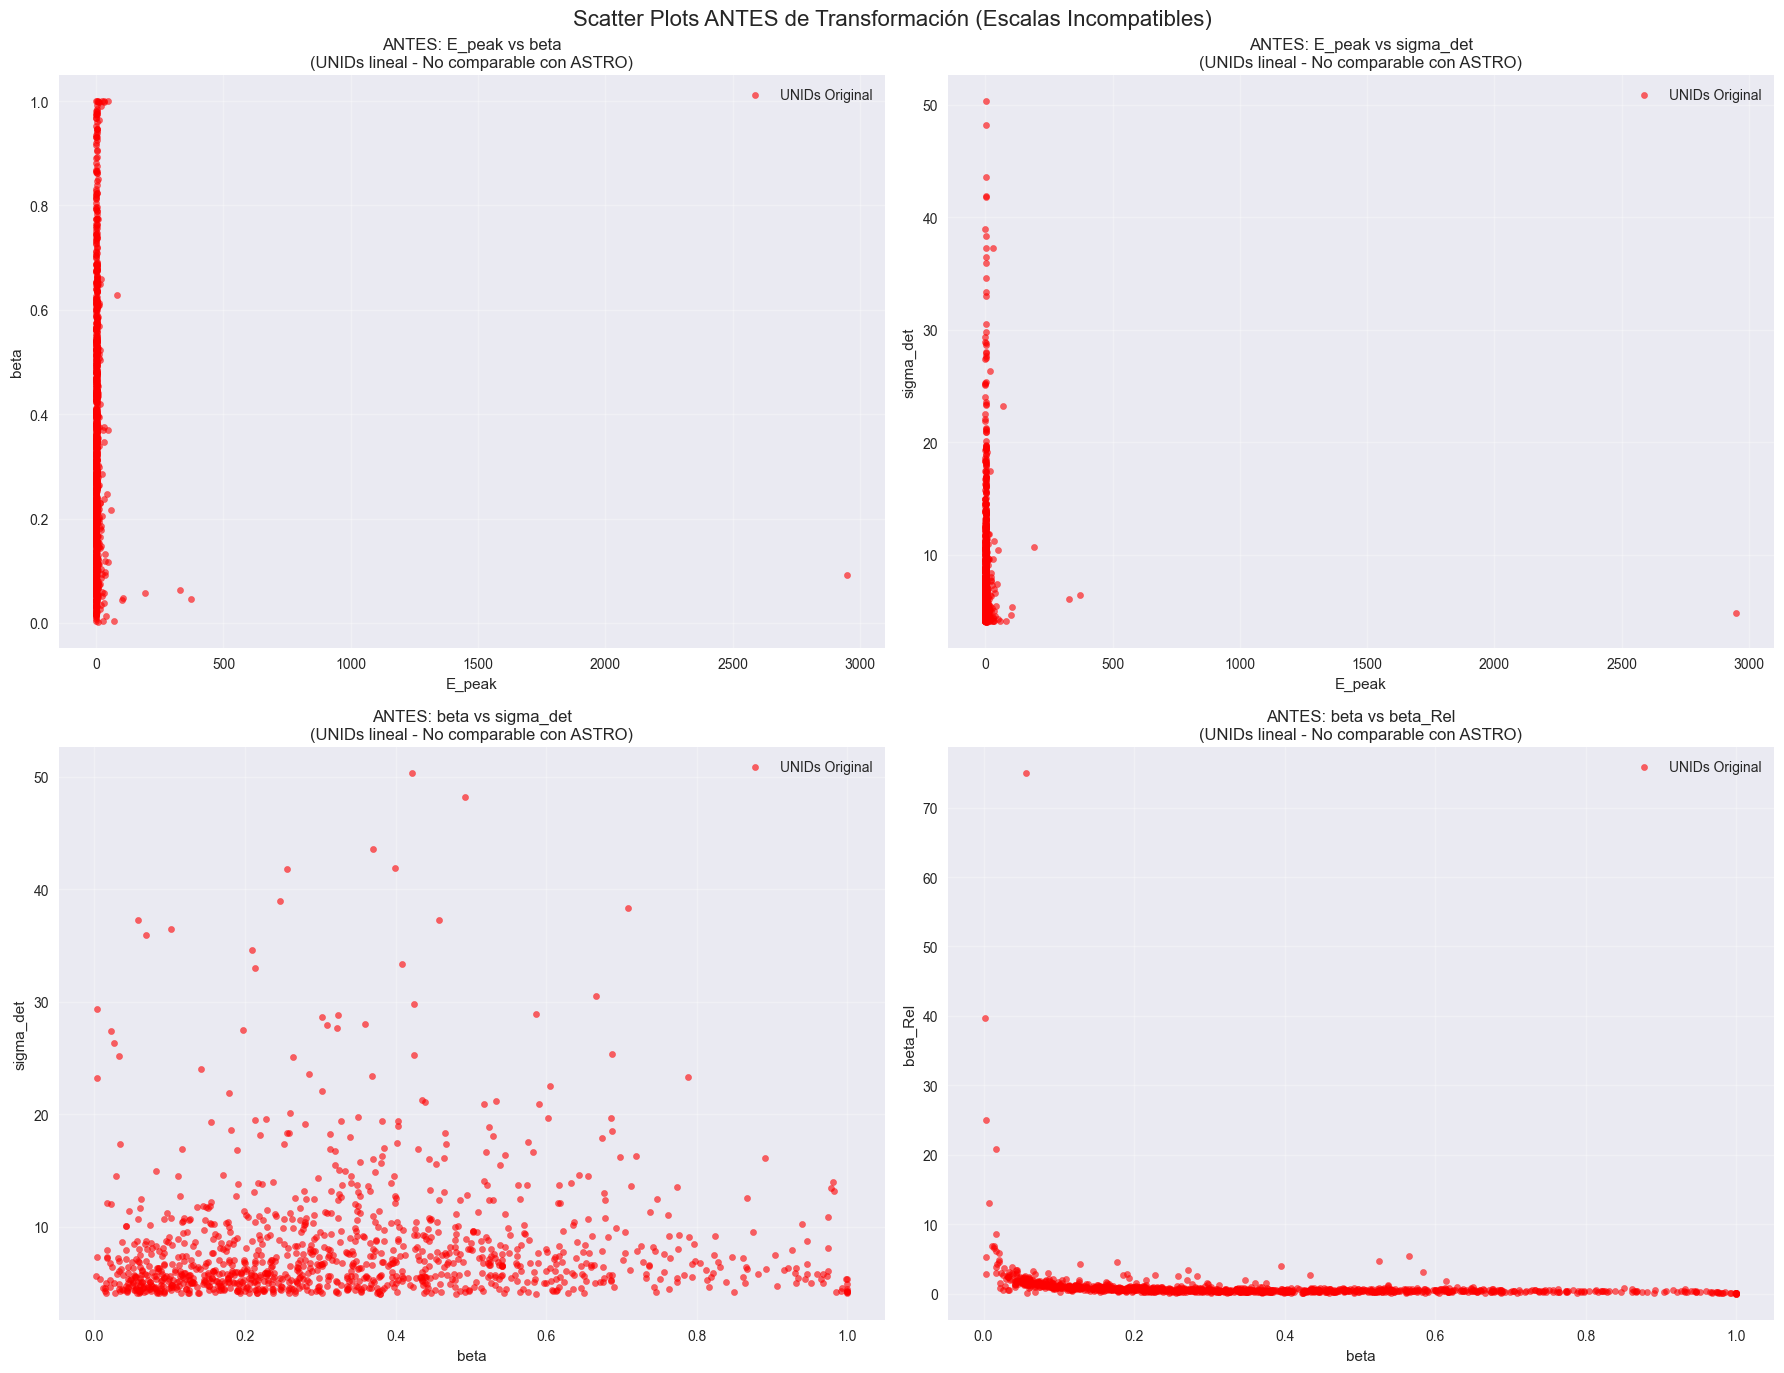 Scatter Plots ANTES de Transformación (Escalas Incompatibles)
ANTES: E_peak vs beta
(UNIDs lineal - No comparable con ASTRO)
UNIDs Original
1.0
0.8
0.6
0.4
0.2
0.0
beta
0 500 1000 1500 2000 2500 3000
E_peak
ANTES: E_peak vs sigma_det
(UNIDs lineal - No comparable con ASTRO)
UNIDs Original
50
40
30
20
10
sigma_det
0 500 1000 1500 2000 2500 3000
E_peak
ANTES: beta vs sigma_det
(UNIDs lineal - No comparable con ASTRO)
UNIDs Original
50
40
30
20
10
sigma_det
0.0 0.2 0.4 0.6 0.8 1.0
beta
ANTES: beta vs beta_Rel
(UNIDs lineal - No comparable con ASTRO)
UNIDs Original
70
60
50
40
30
20
10
0
beta_Rel
0.0 0.2 0.4 0.6 0.8 1.0
beta